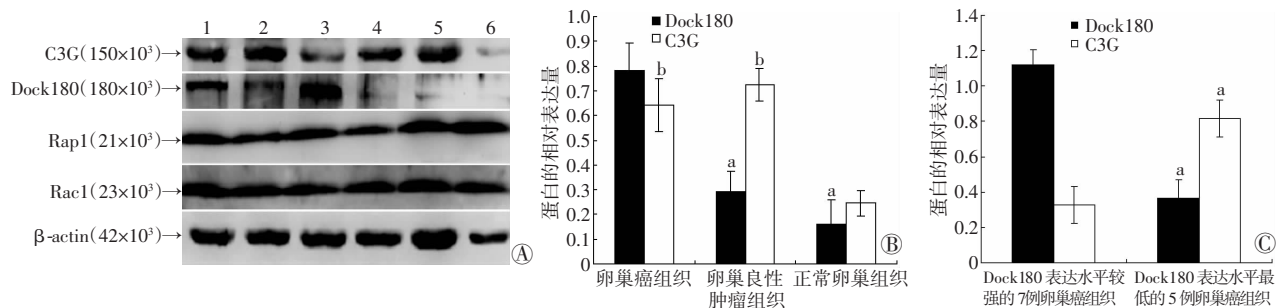 1 2 3 4 5 6
C3G(150×10³)→
Dock180(180×10³)→
Rap1(21×10³)→
Rac1(23×10³)→
β-actin(42×10³)→
Ⓐ
蛋白的相对表达量
0.9
0.8
0.7
0.6
0.5
0.4
0.3
0.2
0.1
0
Dock180
C3G
b
a
b
a
Ⓑ
卵巢癌组织
卵巢良性
肿瘤组织
正常卵巢组织
蛋白的相对表达量
1.4
1.2
1.0
0.8
0.6
0.4
0.2
0
Dock180
C3G
a
a
Ⓒ
Dock180 表达水平较
强的7例卵巢癌组织
Dock180 表达水平最
低的5例卵巢癌组织